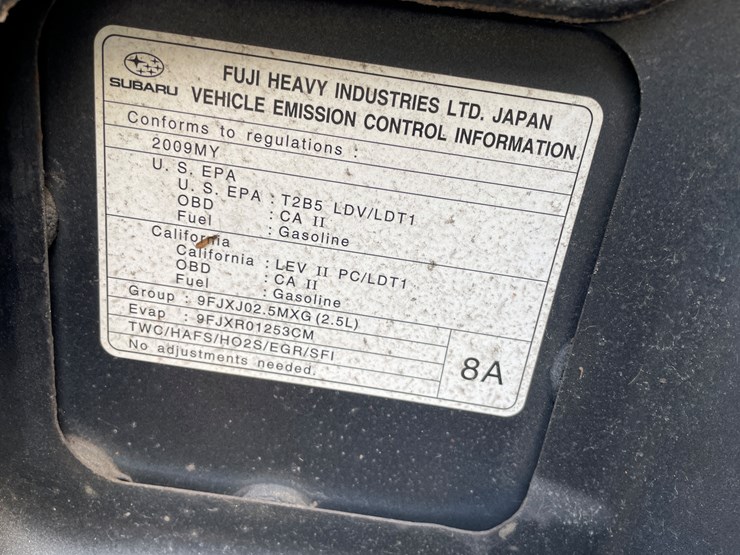 FUJI HEAVY INDUSTRIES LTD. JAPAN
SUBARU VEHICLE EMISSION CONTROL INFORMATION
Conforms to regulations :
2009MY
U. S. EPA
U. S. EPA : T2B5 LDV/LDT1
OBD : CA II
Fuel : Gasoline
California
California : LEV II PC/LDT1
OBD : CA II
Fuel : Gasoline
Group : 9FJXJ02.5MXG (2.5L)
Evap : 9FJXR01253CM
TWC/HAFS/HO2S/EGR/SFI
No adjustments needed.
8A